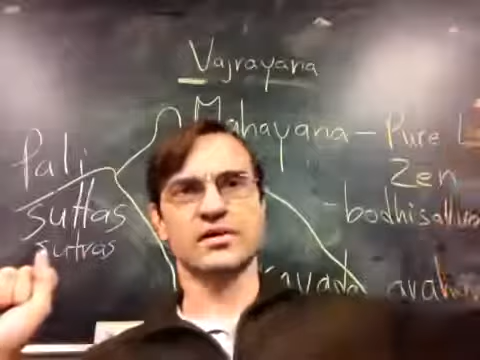 Vajrayana
Mahayana – Pure
Pali
Zen
suttas
- bodhisattva
sutras